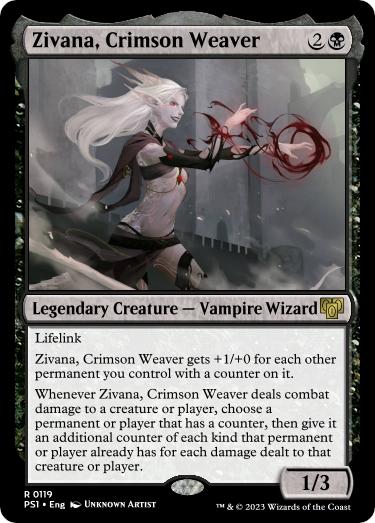 Zivana, Crimson Weaver 2
Legendary Creature — Vampire Wizard
Lifelink
Zivana, Crimson Weaver gets +1/+0 for each other
permanent you control with a counter on it.
Whenever Zivana, Crimson Weaver deals combat
damage to a creature or player, choose a
permanent or player that has a counter, then give it
an additional counter of each kind that permanent
or player already has for each damage dealt to that
creature or player.
1/3
R 0119
PS1 • Eng UNKNOWN ARTIST
™ & © 2023 Wizards of the Coast